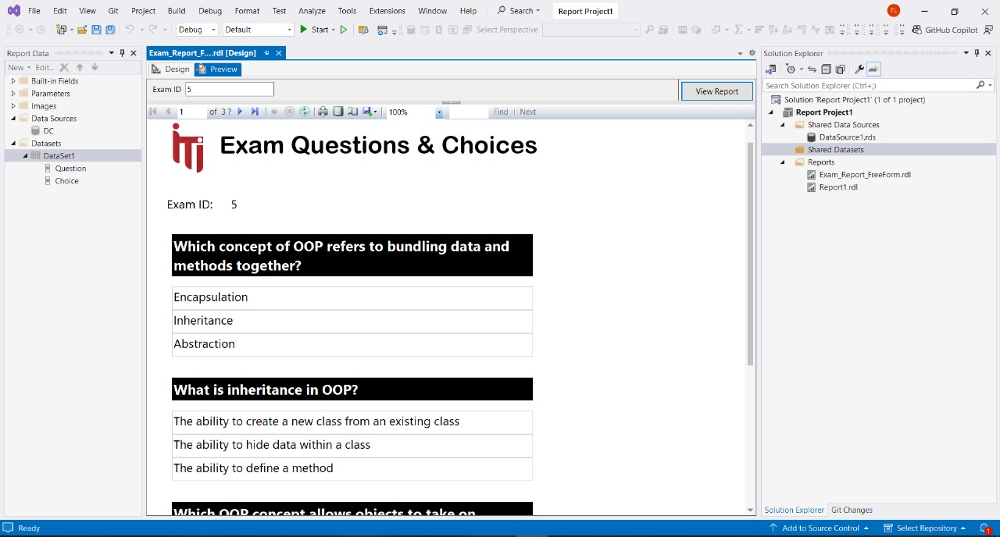 File Edit View Git Project Build Debug Format Test Analyze Tools Extensions Window Help Search Report Project1 FL
Debug Default Start Select Perspective GitHub Copilot
Report Data
New Edit...
Built-in Fields
Parameters
Images
Data Sources
DC
Datasets
DataSet1
Question
Choice
Exam_Report_F....rdl [Design]
Design Preview
Exam ID 5 View Report
1 of 3 ? 100% Find | Next
iti Exam Questions & Choices
Exam ID: 5
Which concept of OOP refers to bundling data and
methods together?
Encapsulation
Inheritance
Abstraction
What is inheritance in OOP?
The ability to create a new class from an existing class
The ability to hide data within a class
The ability to define a method
Which OOP concept allows objects to take on
Solution Explorer
Search Solution Explorer (Ctrl+;)
Solution 'Report Project1' (1 of 1 project)
Report Project1
Shared Data Sources
DataSource1.rds
Shared Datasets
Reports
Exam_Report_FreeForm.rdl
Report1.rdl
Solution Explorer Git Changes
Ready Add to Source Control Select Repository 1